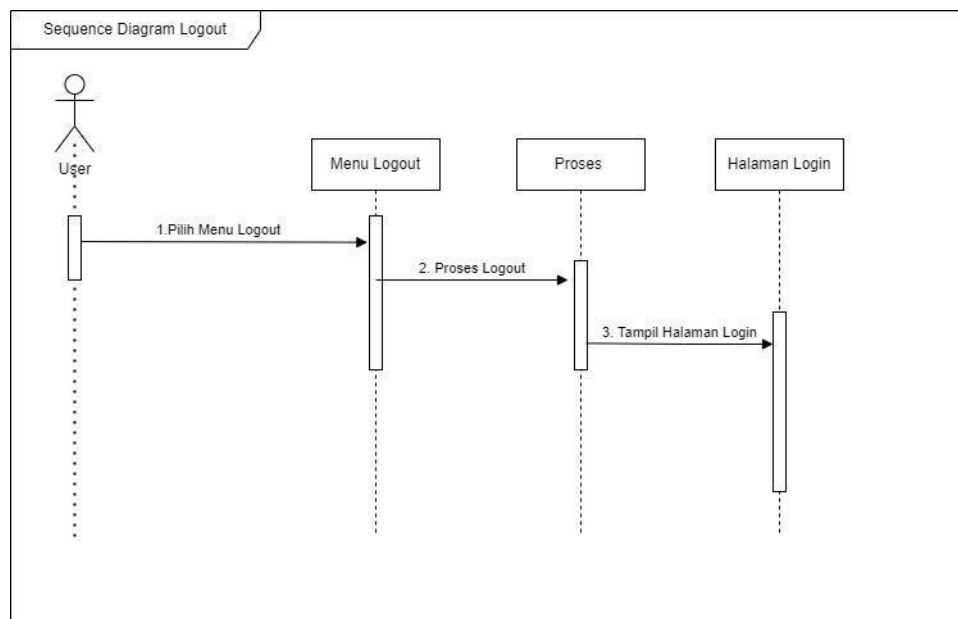 Sequence Diagram Logout
User
Menu Logout
Proses
Halaman Login
1.Pilih Menu Logout
2. Proses Logout
3. Tampil Halaman Login